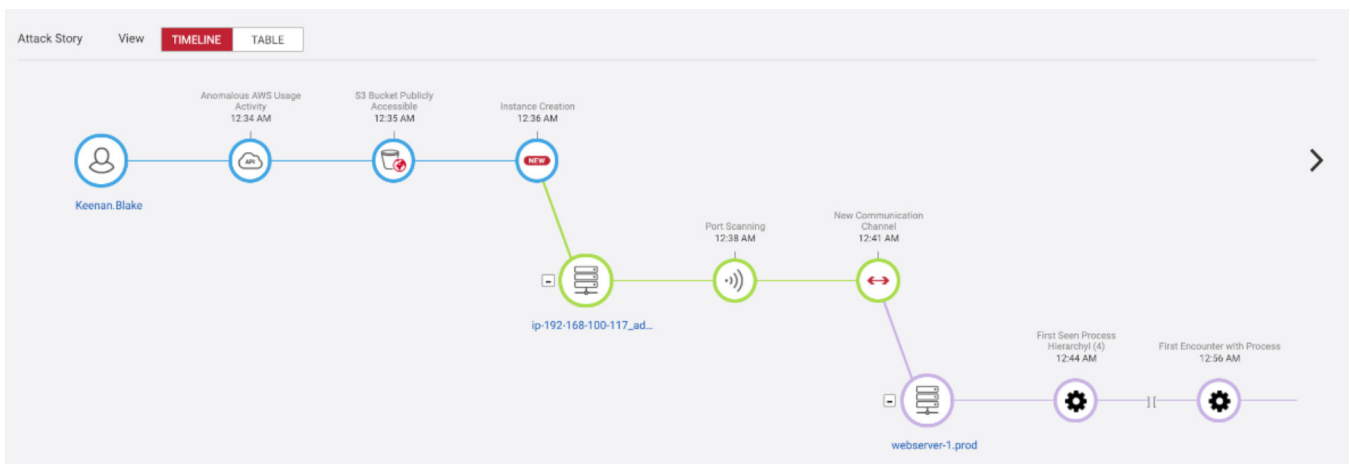 Attack Story View TIMELINE TABLE
Anomalous AWS Usage
Activity
12:34 AM
S3 Bucket Publicly
Accessible
12:35 AM
Instance Creation
12:36 AM
API
NEW
Keenan.Blake
Port Scanning
12:38 AM
New Communication
Channel
12:41 AM
ip-192-168-100-117_ad...
First Seen Process
Hierarchyl (4)
12:44 AM
First Encounter with Process
12:56 AM
webserver-1.prod